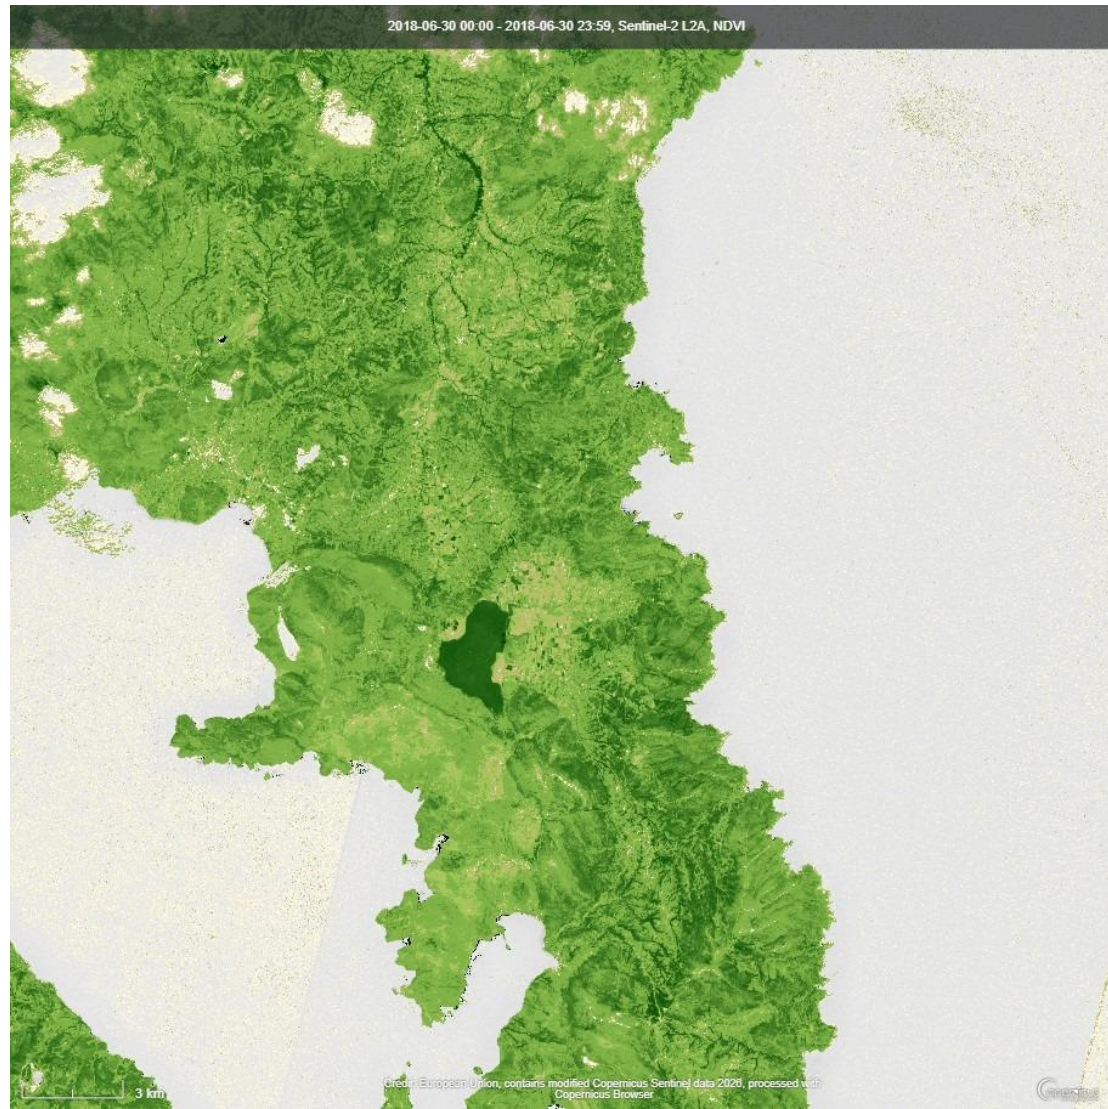 2018-06-30 00:00 - 2018-06-30 23:59, Sentinel-2 L2A, NDVI
3 km
Credit: European Union, contains modified Copernicus Sentinel data 2026, processed with
Copernicus Browser